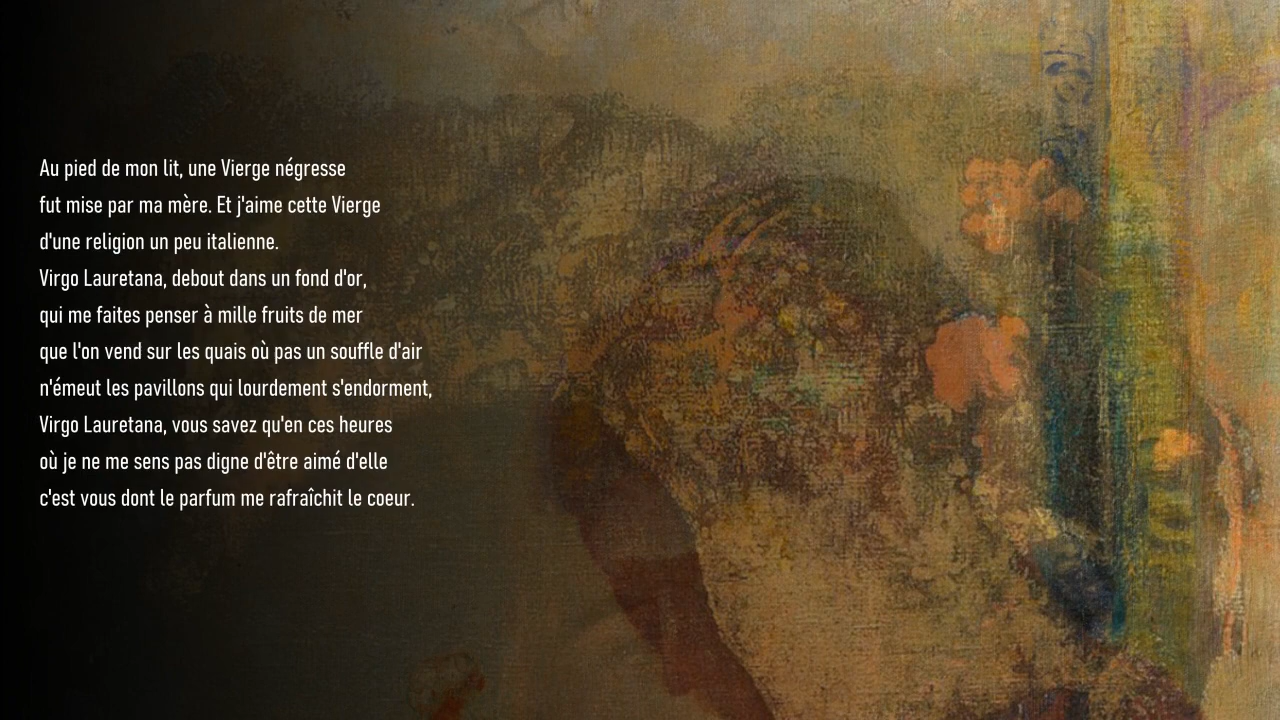 Au pied de mon lit, une Vierge négresse
fut mise par ma mère. Et j'aime cette Vierge
d'une religion un peu italienne.
Virgo Lauretana, debout dans un fond d'or,
qui me faites penser à mille fruits de mer
que l'on vend sur les quais où pas un souffle d'air
n'émeut les pavillons qui lourdement s'endorment,
Virgo Lauretana, vous savez qu'en ces heures
où je ne me sens pas digne d'être aimé d'elle
c'est vous dont le parfum me rafraîchit le coeur.